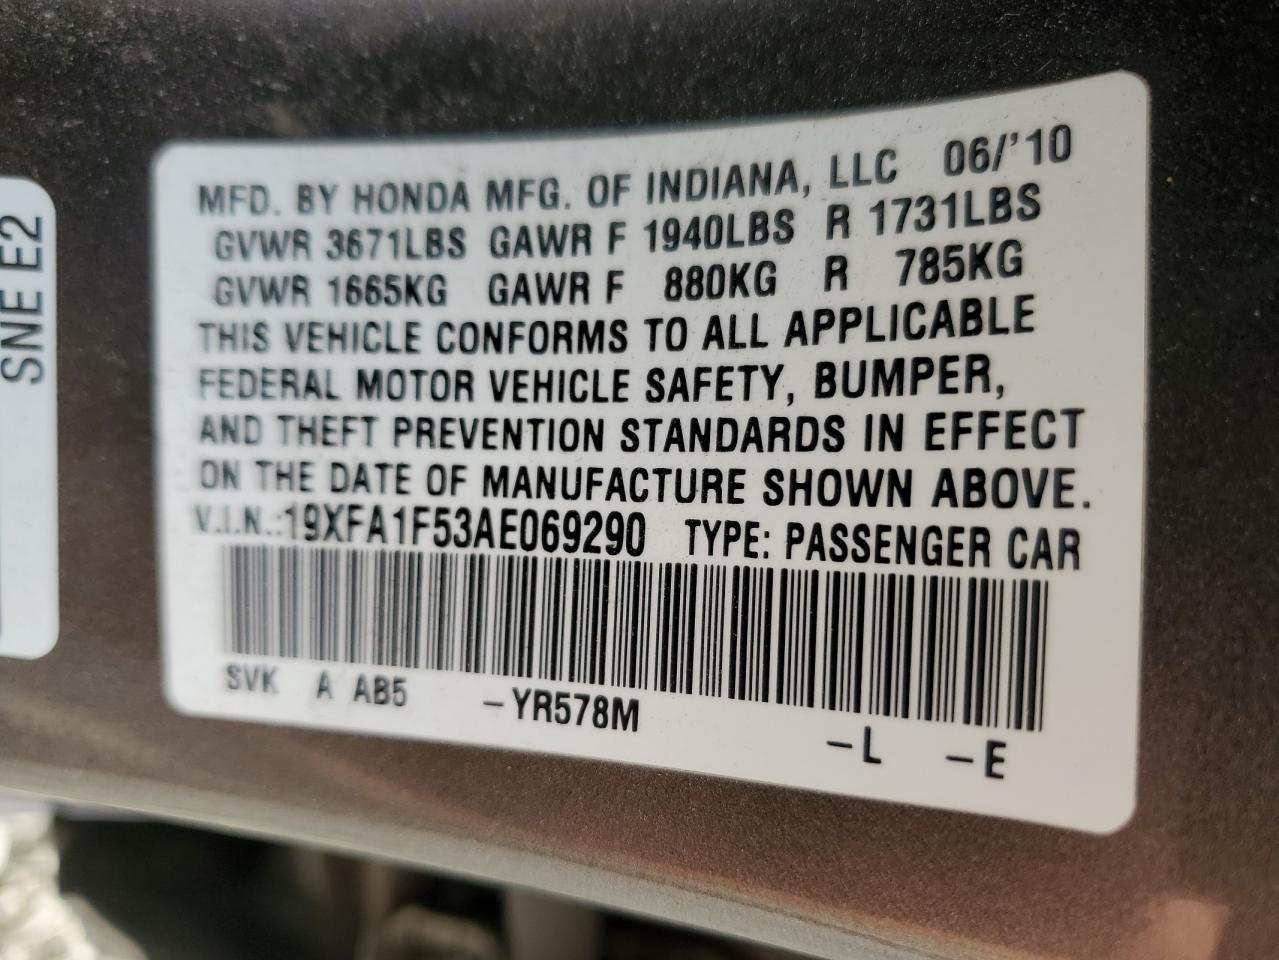 SNE E2
MFD. BY HONDA MFG. OF INDIANA, LLC 06/'10
GVWR 3671LBS GAWR F 1940LBS R 1731LBS
GVWR 1665KG GAWR F 880KG R 785KG
THIS VEHICLE CONFORMS TO ALL APPLICABLE
FEDERAL MOTOR VEHICLE SAFETY, BUMPER,
AND THEFT PREVENTION STANDARDS IN EFFECT
ON THE DATE OF MANUFACTURE SHOWN ABOVE.
V.I.N.:19XFA1F53AE069290 TYPE: PASSENGER CAR
SVK A AB5 -YR578M -L -E